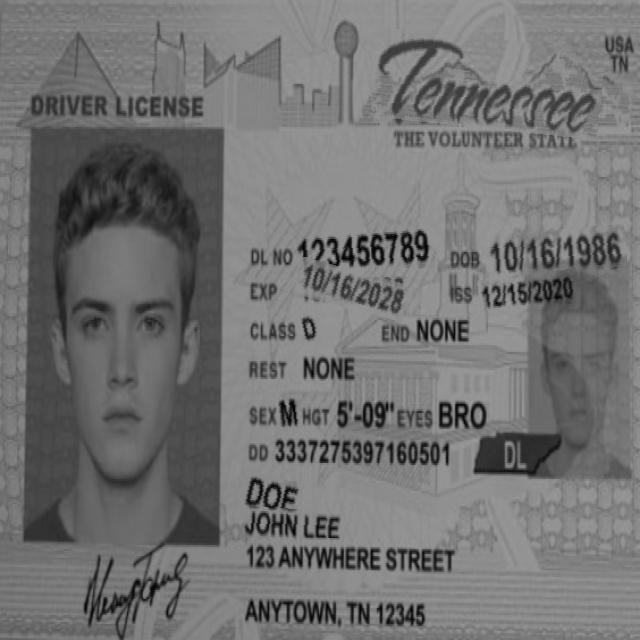 USA
TN
Tennessee
DRIVER LICENSE
THE VOLUNTEER STATE
DL NO 123456789 DOB 10/16/1986
EXP 10/16/2028 ISS 12/15/2020
CLASS D END NONE
REST NONE
SEX M HGT 5'-09" EYES BRO
DD 3337275397160501
DL
DOE
JOHN LEE
123 ANYWHERE STREET
ANYTOWN, TN 12345